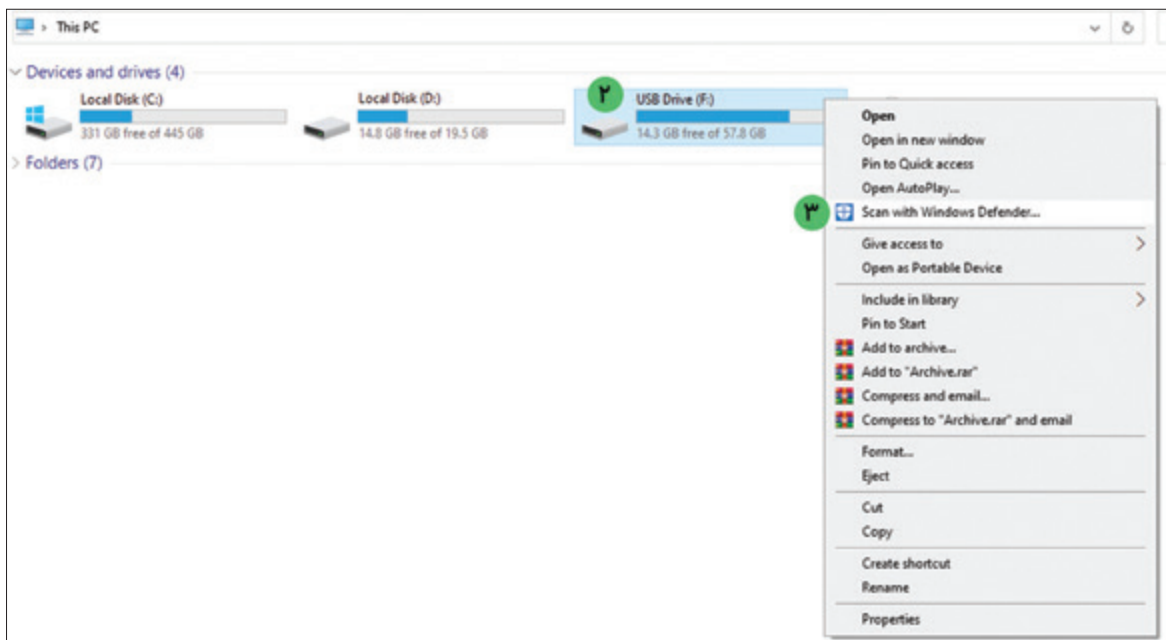 This PC
Devices and drives (4)
Local Disk (C:)
331 GB free of 445 GB
Local Disk (D:)
14.8 GB free of 19.5 GB
۲
USB Drive (F:)
14.3 GB free of 57.8 GB
Folders (7)
Open
Open in new window
Pin to Quick access
Open AutoPlay...
۳
Scan with Windows Defender...
Give access to
Open as Portable Device
Include in library
Pin to Start
Add to archive...
Add to "Archive.rar"
Compress and email...
Compress to "Archive.rar" and email
Format...
Eject
Cut
Copy
Create shortcut
Rename
Properties